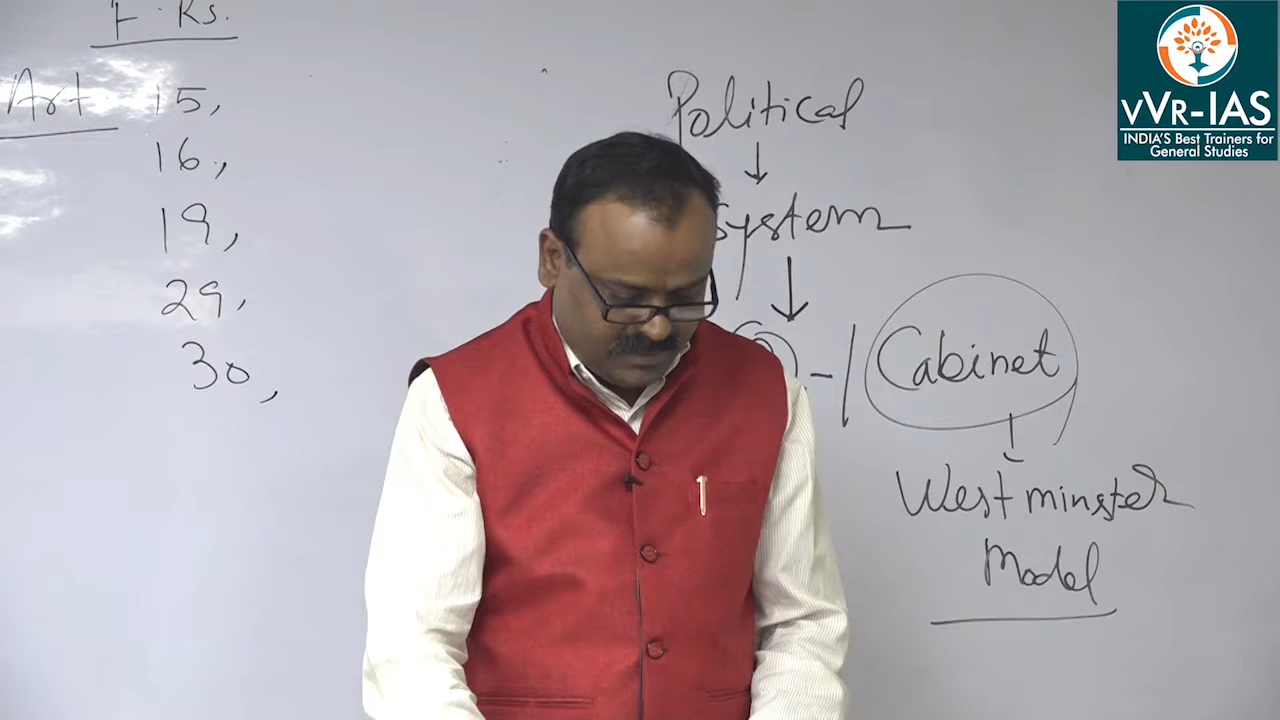 F. Rs.
Art. 15,
16,
19,
29,
30,
Political
System
- | Cabinet
Westminster
Model
vVR-IAS
INDIA'S Best Trainers for
General Studies